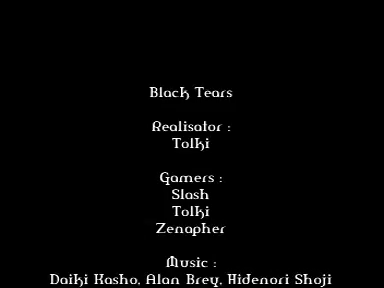 Black Tears
Realisator :
Tolki
Gamers :
Slash
Tolki
Zenapher
Music :
Daiki Kasho, Alan Brey, Hidenori Shoji